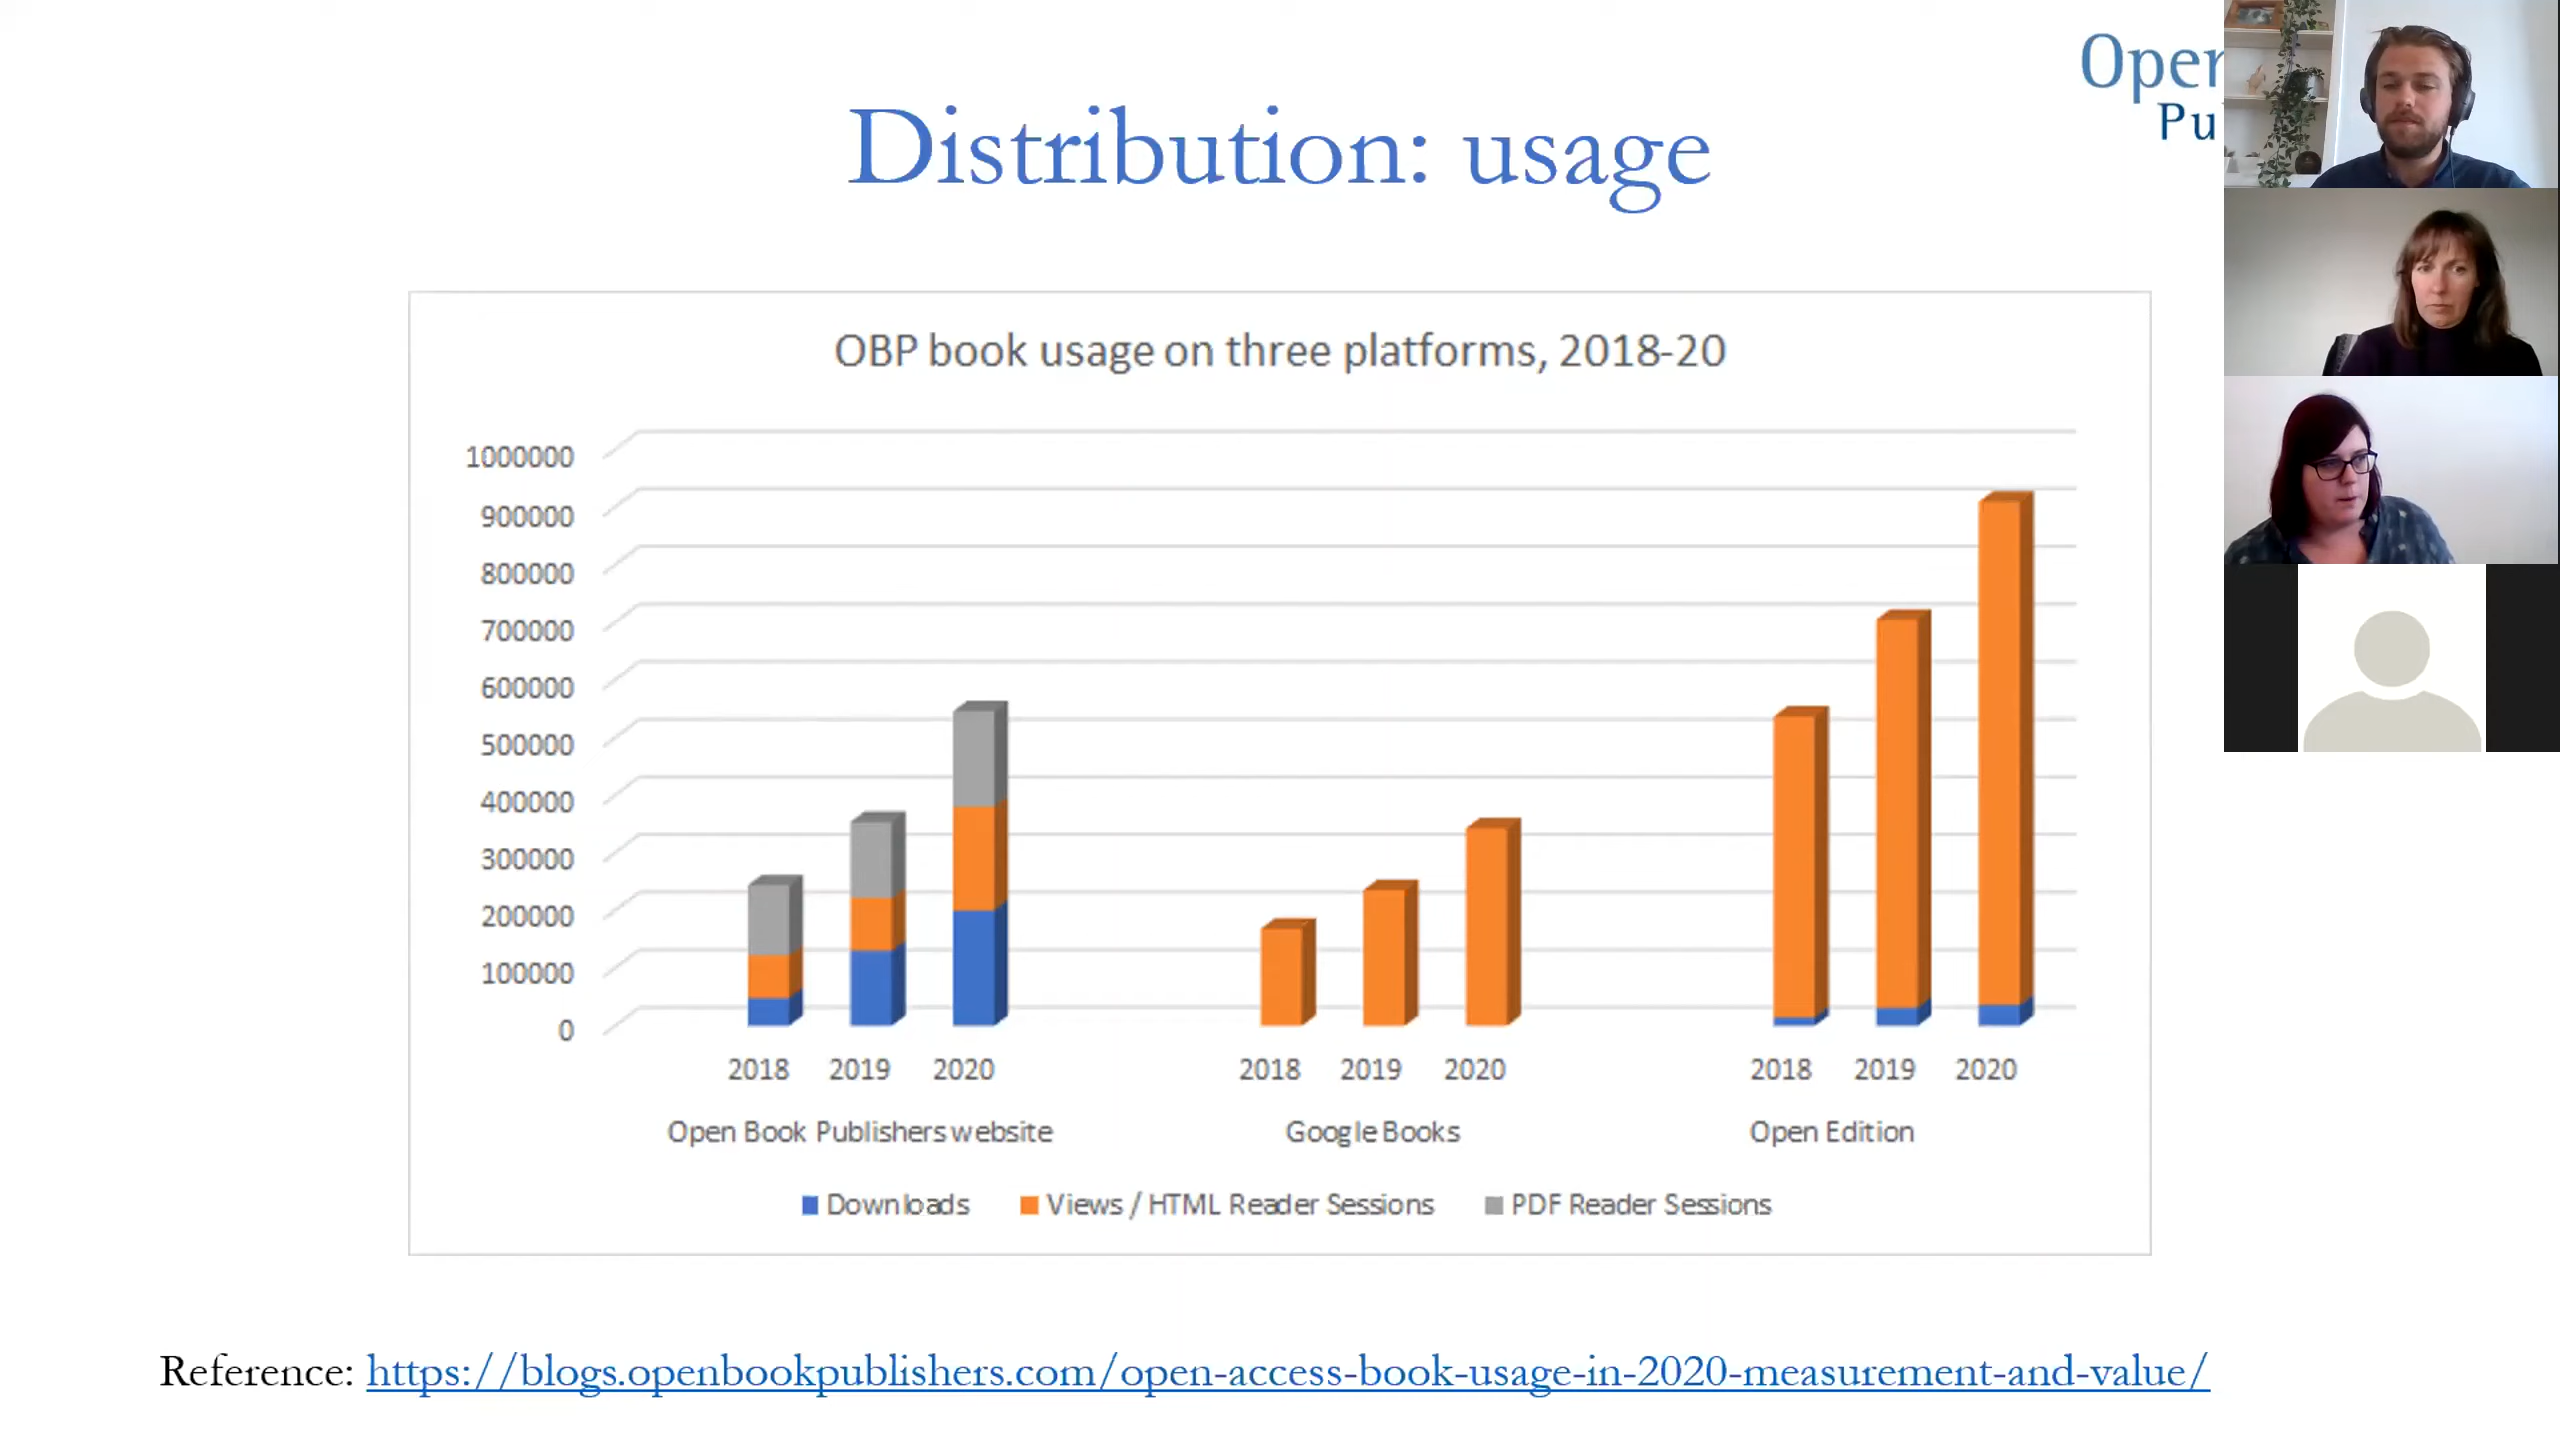 Open
Pu
Distribution: usage
OBP book usage on three platforms, 2018-20
1000000
900000
800000
700000
600000
500000
400000
300000
200000
100000
0
2018 2019 2020 2018 2019 2020 2018 2019 2020
Open Book Publishers website Google Books Open Edition
Downloads Views / HTML Reader Sessions PDF Reader Sessions
Reference: https://blogs.openbookpublishers.com/open-access-book-usage-in-2020-measurement-and-value/